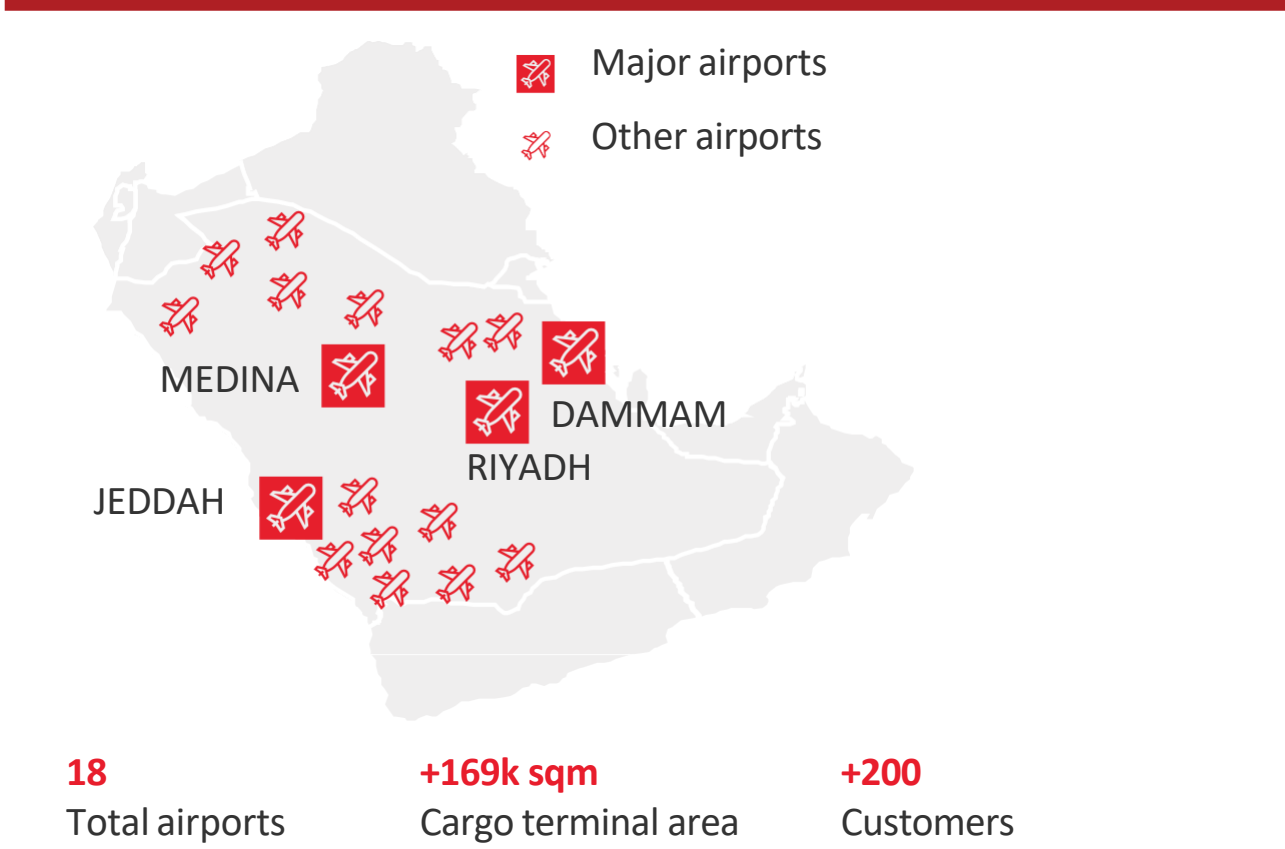 Major airports
Other airports
MEDINA
DAMMAM
RIYADH
JEDDAH
18
Total airports
+169k sqm
Cargo terminal area
+200
Customers